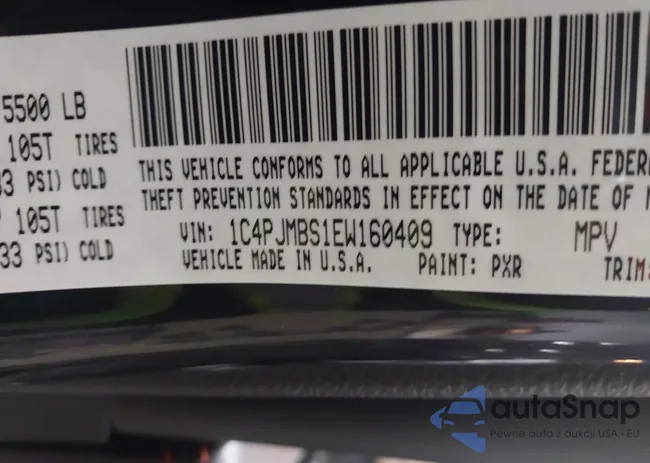 5500 LB
105T TIRES
33 PSI) COLD
105T TIRES
33 PSI) COLD
THIS VEHICLE CONFORMS TO ALL APPLICABLE U.S.A. FEDER
THEFT PREVENTION STANDARDS IN EFFECT ON THE DATE OF
VIN: 1C4PJMBS1EW160409 TYPE: MPV
VEHICLE MADE IN U.S.A. PAINT: PXR TRIM:
autaSnap
Pewne auta z aukcji USA - EU